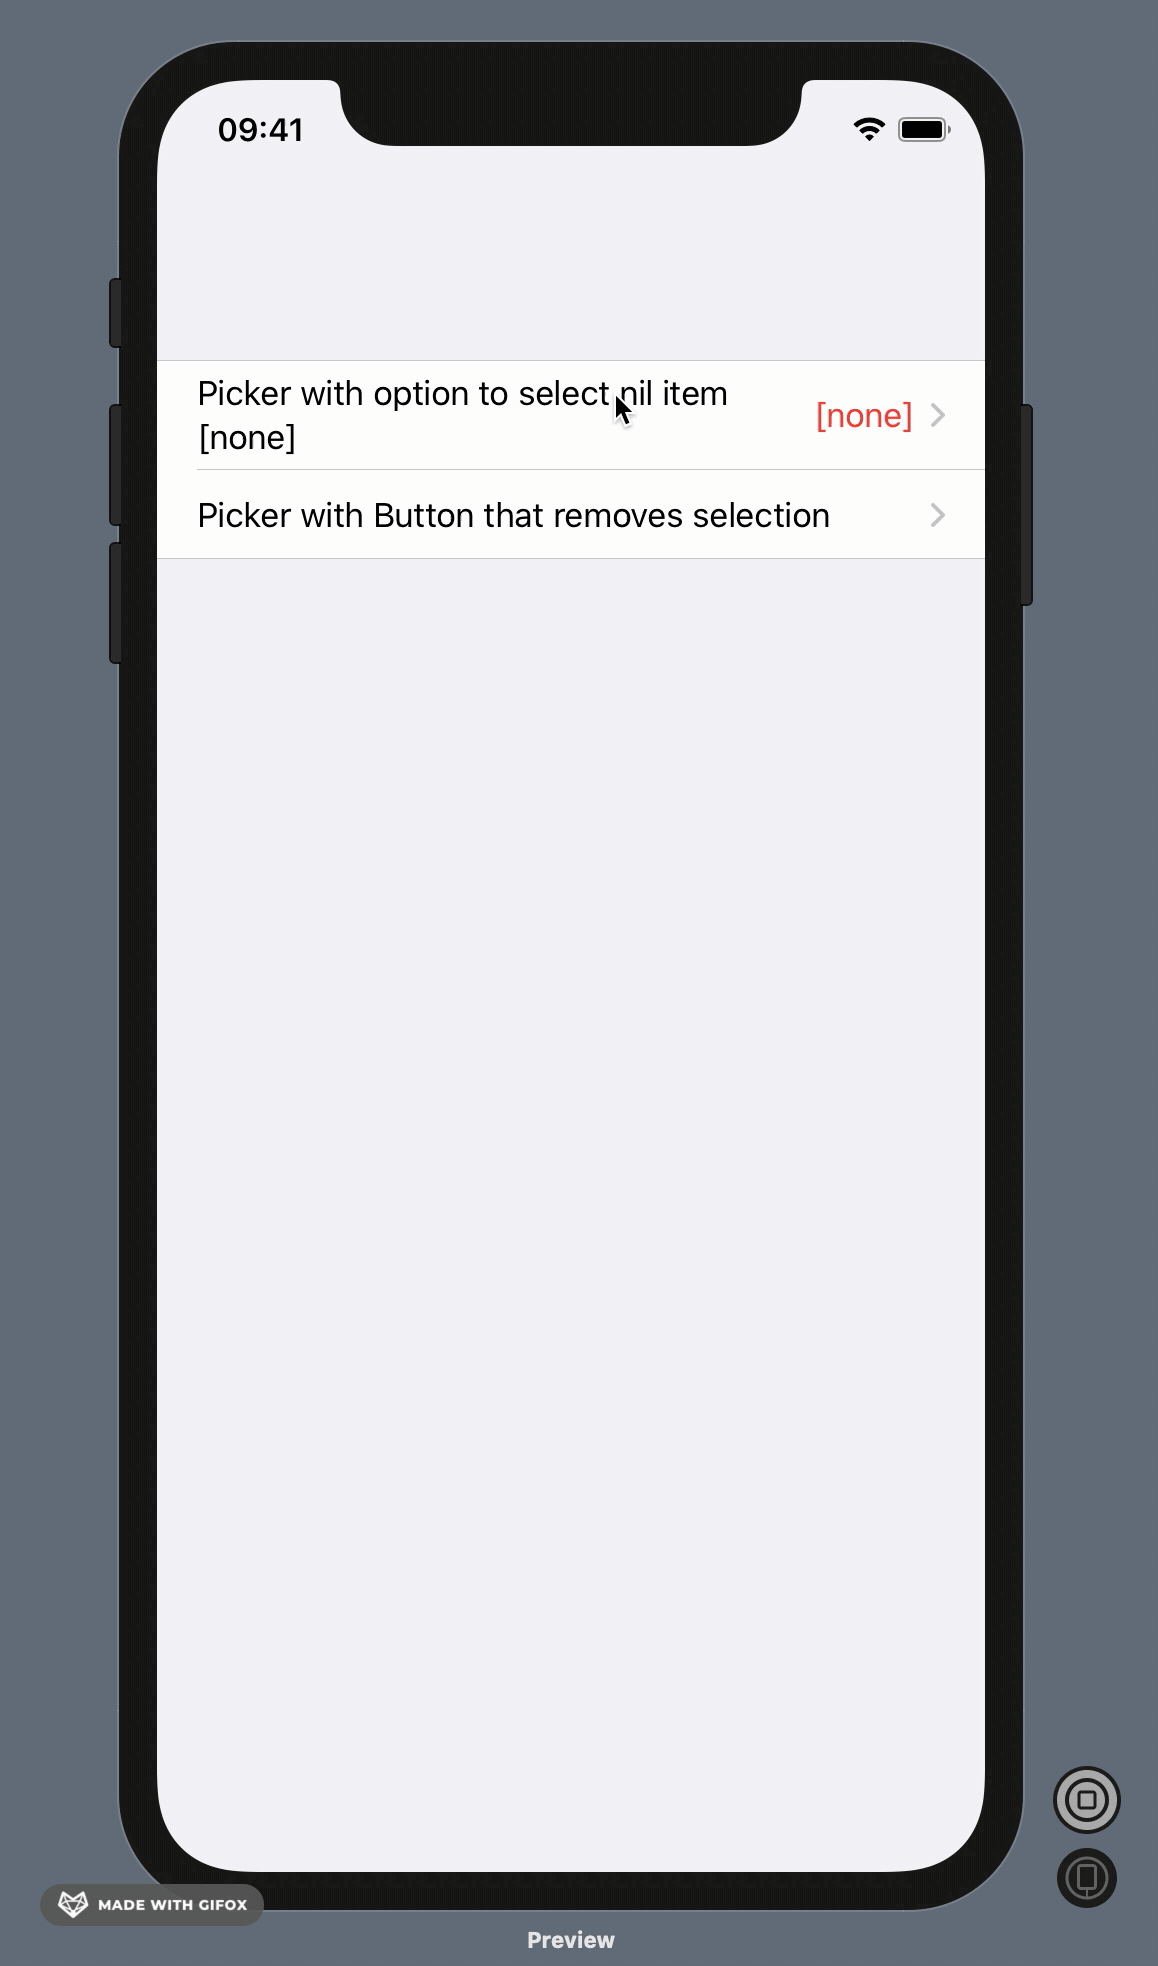 09:41
Picker with option to select nil item
[none]
[none]
Picker with Button that removes selection
MADE WITH GIFOX
Preview